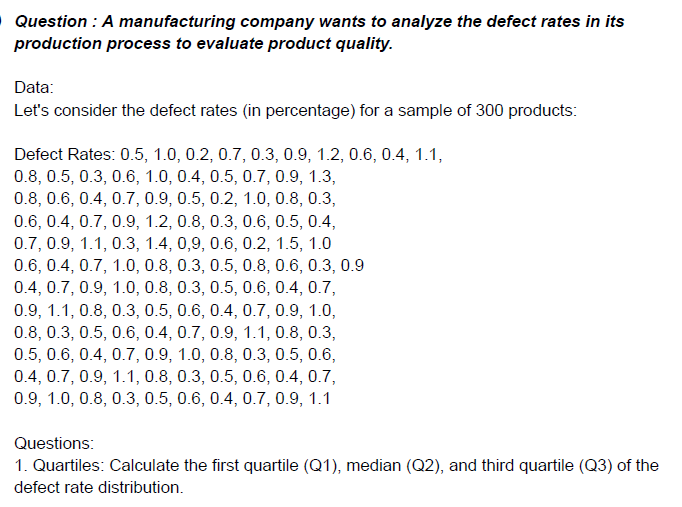 Question : A manufacturing company wants to analyze the defect rates in its
production process to evaluate product quality.
Data:
Let's consider the defect rates (in percentage) for a sample of 300 products:
Defect Rates: 0.5, 1.0, 0.2, 0.7, 0.3, 0.9, 1.2, 0.6, 0.4, 1.1,
0.8, 0.5, 0.3, 0.6, 1.0, 0.4, 0.5, 0.7, 0.9, 1.3,
0.8, 0.6, 0.4, 0.7, 0.9, 0.5, 0.2, 1.0, 0.8, 0.3,
0.6, 0.4, 0.7, 0.9, 1.2, 0.8, 0.3, 0.6, 0.5, 0.4,
0.7, 0.9, 1.1, 0.3, 1.4, 0,9, 0.6, 0.2, 1.5, 1.0
0.6, 0.4, 0.7, 1.0, 0.8, 0.3, 0.5, 0.8, 0.6, 0.3, 0.9
0.4, 0.7, 0.9, 1.0, 0.8, 0.3, 0.5, 0.6, 0.4, 0.7,
0.9, 1.1, 0.8, 0.3, 0.5, 0.6, 0.4, 0.7, 0.9, 1.0,
0.8, 0.3, 0.5, 0.6, 0.4, 0.7, 0.9, 1.1, 0.8, 0.3,
0.5, 0.6, 0.4, 0.7, 0.9, 1.0, 0.8, 0.3, 0.5, 0.6,
0.4, 0.7, 0.9, 1.1, 0.8, 0.3, 0.5, 0.6, 0.4, 0.7,
0.9, 1.0, 0.8, 0.3, 0.5, 0.6, 0.4, 0.7, 0.9, 1.1
Questions:
1. Quartiles: Calculate the first quartile (Q1), median (Q2), and third quartile (Q3) of the
defect rate distribution.